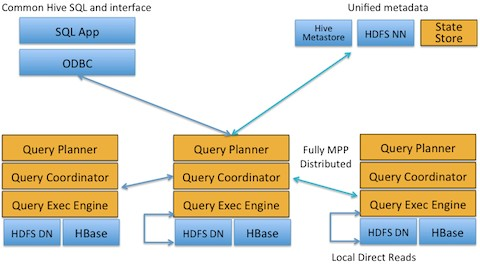 Common Hive SQL and interface
SQL App
ODBC
Unified metadata
Hive
Metastore
HDFS NN
State
Store
Query Planner
Query Coordinator
Query Exec Engine
HDFS DN
HBase
Query Planner
Query Coordinator
Query Exec Engine
HDFS DN
HBase
Fully MPP
Distributed
Query Planner
Query Coordinator
Query Exec Engine
HDFS DN
HBase
Local Direct Reads